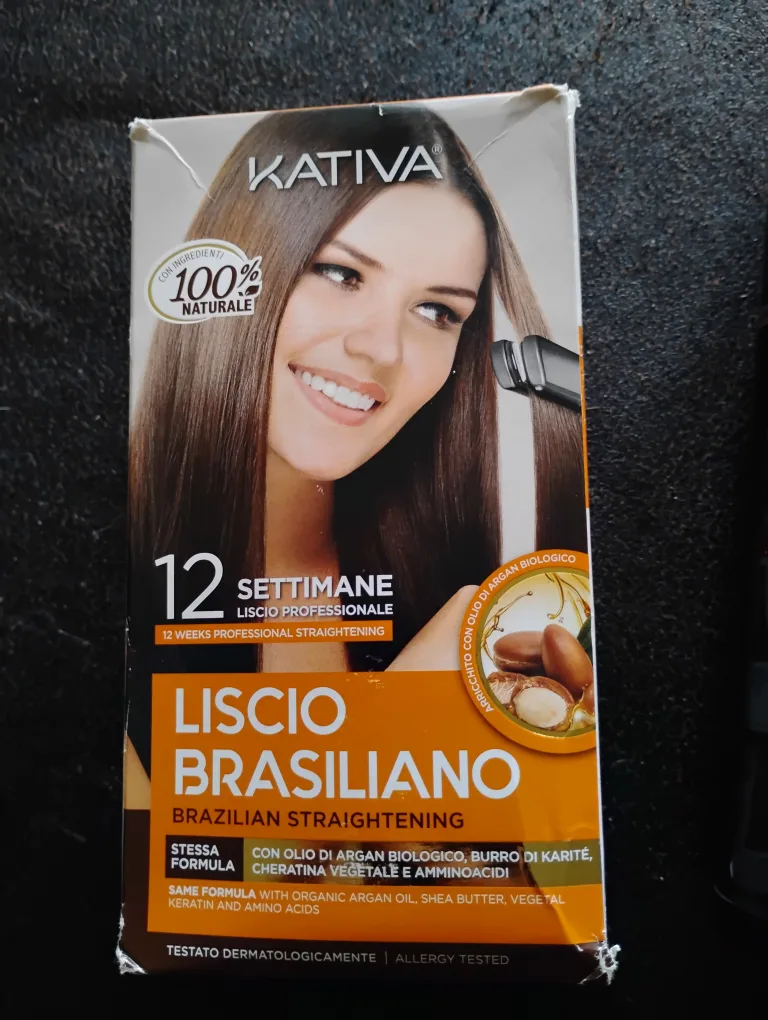 KATIVA®
CON INGREDIENTI
100%
NATURALE
12 SETTIMANE
LISCIO PROFESSIONALE
12 WEEKS PROFESSIONAL STRAIGHTENING
ARRICCHITO CON OLIO DI ARGAN BIOLOGICO
LISCIO
BRASILIANO
BRAZILIAN STRAIGHTENING
STESSA
FORMULA
CON OLIO DI ARGAN BIOLOGICO, BURRO DI KARITÉ,
CHERATINA VEGETALE E AMMINOACIDI
SAME FORMULA WITH ORGANIC ARGAN OIL, SHEA BUTTER, VEGETAL
KERATIN AND AMINO ACIDS
TESTATO DERMATOLOGICAMENTE | ALLERGY TESTED